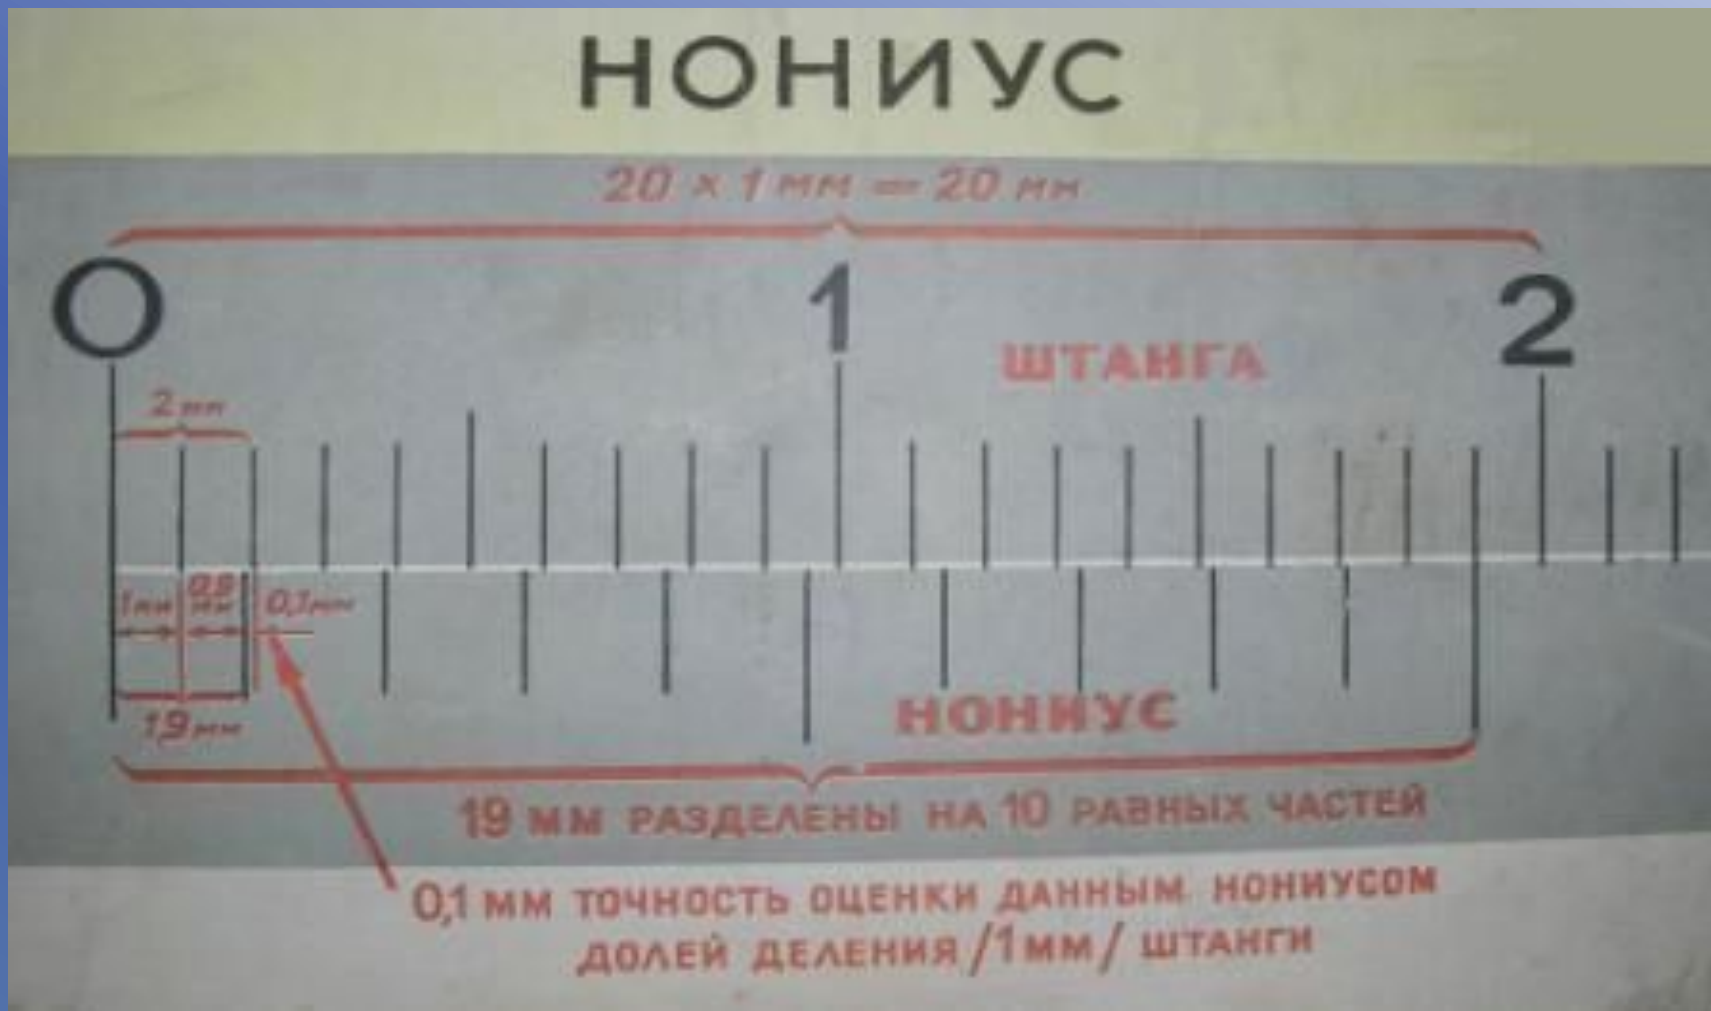 НОНИУС
20 × 1 мм = 20 мм
0 1 2
ШТАНГА
2 мм
1 мм 0,9 мм 0,1 мм
1,9 мм
НОНИУС
19 ММ РАЗДЕЛЕНЫ НА 10 РАВНЫХ ЧАСТЕЙ
0,1 ММ ТОЧНОСТЬ ОЦЕНКИ ДАННЫМ НОНИУСОМ
ДОЛЕЙ ДЕЛЕНИЯ /1 ММ/ ШТАНГИ